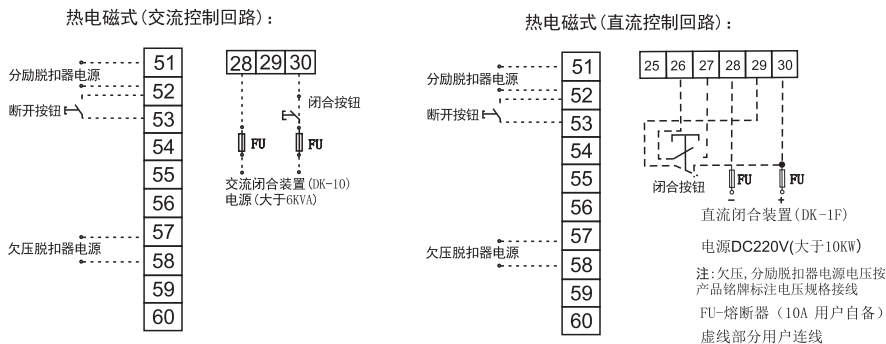 热电磁式(交流控制回路):
51
52
53
54
55
56
57
58
59
60
分励脱扣器电源
断开按钮
欠压脱扣器电源
28 29 30
闭合按钮
FU FU
交流闭合装置(DK-10)
电源(大于6KVA)
热电磁式(直流控制回路):
51
52
53
54
55
56
57
58
59
60
分励脱扣器电源
断开按钮
欠压脱扣器电源
25 26 27 28 29 30
闭合按钮
FU FU
- +
直流闭合装置(DK-1F)
电源DC220V(大于10KW)
注:欠压,分励脱扣器电源电压按
产品铭牌标注电压规格接线
FU-熔断器（10A 用户自备）
虚线部分用户连线